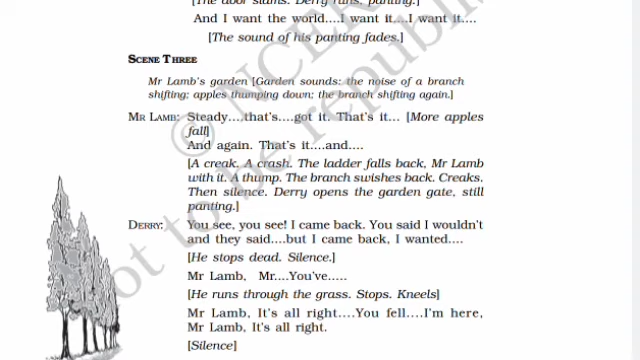 [The door slams. Derry runs, panting.]
And I want the world....I want it....I want it....
[The sound of his panting fades.]
SCENE THREE
Mr Lamb's garden [Garden sounds: the noise of a branch
shifting; apples thumping down; the branch shifting again.]
MR LAMB: Steady....that's....got it. That's it... [More apples
fall]
And again. That's it....and....
[A creak. A crash. The ladder falls back, Mr Lamb
with it. A thump. The branch swishes back. Creaks.
Then silence. Derry opens the garden gate, still
panting.]
DERRY: You see, you see! I came back. You said I wouldn't
and they said....but I came back, I wanted....
[He stops dead. Silence.]
Mr Lamb, Mr....You've.....
[He runs through the grass. Stops. Kneels]
Mr Lamb, It's all right....You fell....I'm here,
Mr Lamb, It's all right.
[Silence]
© NCERT
not to be republi